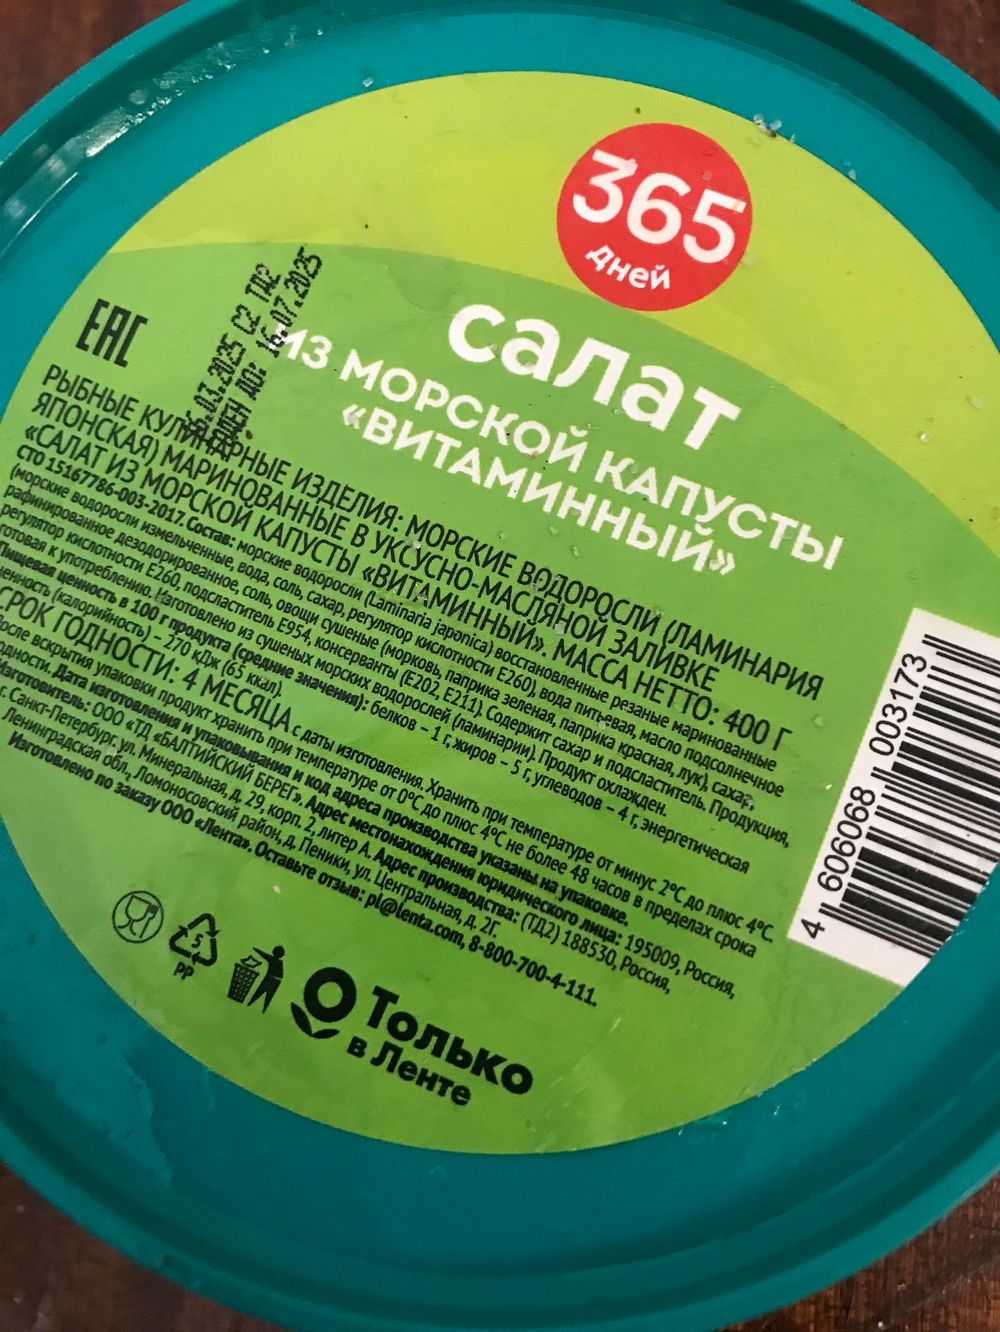 365
дней
салат
ИЗ МОРСКОЙ КАПУСТЫ
«ВИТАМИННЫЙ»
EAC
.03.2025 С2 ТД2
ГОДЕН ДО: 16.07.2025
РЫБНЫЕ КУЛИНАРНЫЕ ИЗДЕЛИЯ: МОРСКИЕ ВОДОРОСЛИ (ЛАМИНАРИЯ
ЯПОНСКАЯ) МАРИНОВАННЫЕ В УКСУСНО-МАСЛЯНОЙ ЗАЛИВКЕ
«САЛАТ ИЗ МОРСКОЙ КАПУСТЫ «ВИТАМИННЫЙ». МАССА НЕТТО: 400 Г
СТО 15167786-003-2017. Состав: морские водоросли (Laminaria japonica) восстановленные резаные маринованные
(морские водоросли измельченные, вода, соль, сахар, регулятор кислотности Е260), вода питьевая, масло подсолнечное
рафинированное дезодорированное, соль, овощи сушеные (морковь, паприка зеленая, паприка красная, лук), сахар,
регулятор кислотности Е260, подсластитель Е954, консерванты (Е202, Е211). Содержит сахар и подсластитель. Продукция,
готовая к употреблению. Изготовлено из сушеных морских водорослей (ламинарии). Продукт охлажден.
Пищевая ценность в 100 г продукта (средние значения): белков – 1 г, жиров – 5 г, углеводов – 4 г, энергетическая
ценность (калорийность) – 270 кДж (65 ккал).
СРОК ГОДНОСТИ: 4 МЕСЯЦА с даты изготовления. Хранить при температуре от минус 2°С до плюс 4°С.
После вскрытия упаковки продукт хранить при температуре от 0°С до плюс 4°С не более 48 часов в пределах срока
годности. Дата изготовления и упаковывания и код адреса производства указаны на упаковке.
Изготовитель: ООО «ТД «БАЛТИЙСКИЙ БЕРЕГ». Адрес местонахождения юридического лица: 195009, Россия,
г. Санкт-Петербург, ул. Минеральная, д. 29, корп. 2, литер А. Адрес производства: (ТД2) 188530, Россия,
Ленинградская обл., Ломоносовский район, д. Пеники, ул. Центральная, д. 2Г.
Изготовлено по заказу ООО «Лента». Оставьте отзыв: pl@lenta.com, 8-800-700-4-111.
4 606068 003173
5
PP
Только
в Ленте